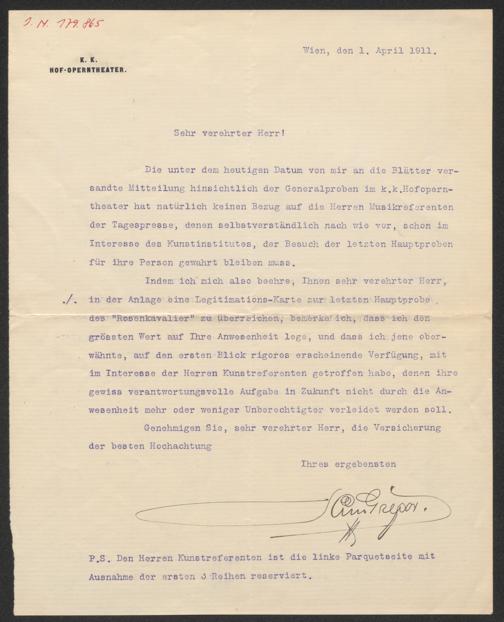 J. N. 179.865
K. K.
HOF-OPERNTHEATER.
Wien, den 1. April 1911.
Sehr verehrter Herr!
Die unter dem heutigen Datum von mir an die Blätter ver-
sandte Mitteilung hinsichtlich der Generalproben im k.k.Hofopern-
theater hat natürlich keinen Bezug auf die Herren Musikreferenten
der Tagespresse, denen selbstverständlich nach wie vor, schon im
Interesse des Kunstinstitutes, der Besuch der letzten Hauptproben
für ihre Person gewahrt bleiben muss.
Indem ich mich also beehre, Ihnen sehr verehrter Herr,
./. in der Anlage eine Legitimations-Karte zur letzten Hauptprobe
des "Rosenkavalier" zu überreichen, bemerke ich, dass ich den
grössten Wert auf Ihre Anwesenheit lege, und dass ich jene ober-
wähnte, auf den ersten Blick rigoros erscheinende Verfügung, mit
im Interesse der Herren Kunstreferenten getroffen habe, denen ihre
gewiss verantwortungsvolle Aufgabe in Zukunft nicht durch die An-
wesenheit mehr oder weniger Unberechtigter verleidet werden soll.
Genehmigen Sie, sehr verehrter Herr, die Versicherung
der besten Hochachtung
Ihres ergebensten
Gregor.
P.S. Den Herren Kunstreferenten ist die linke Parquetseite mit
Ausnahme der ersten 3 Reihen reserviert.